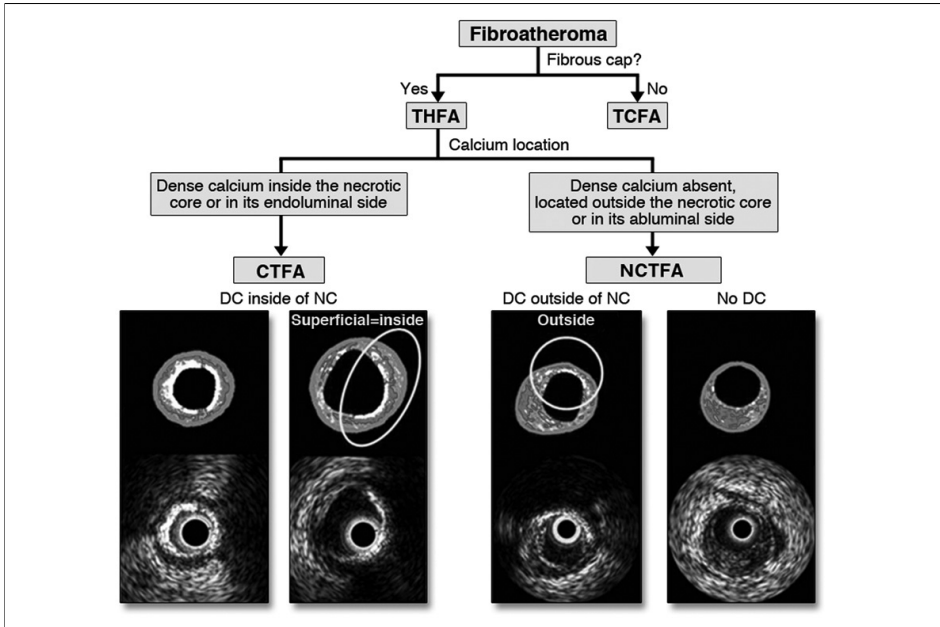 Fibroatheroma
Fibrous cap?
Yes
No
THFA
TCFA
Calcium location
Dense calcium inside the necrotic
core or in its endoluminal side
Dense calcium absent,
located outside the necrotic core
or in its abluminal side
CTFA
NCTFA
DC inside of NC
DC outside of NC
No DC
Superficial=inside
Outside